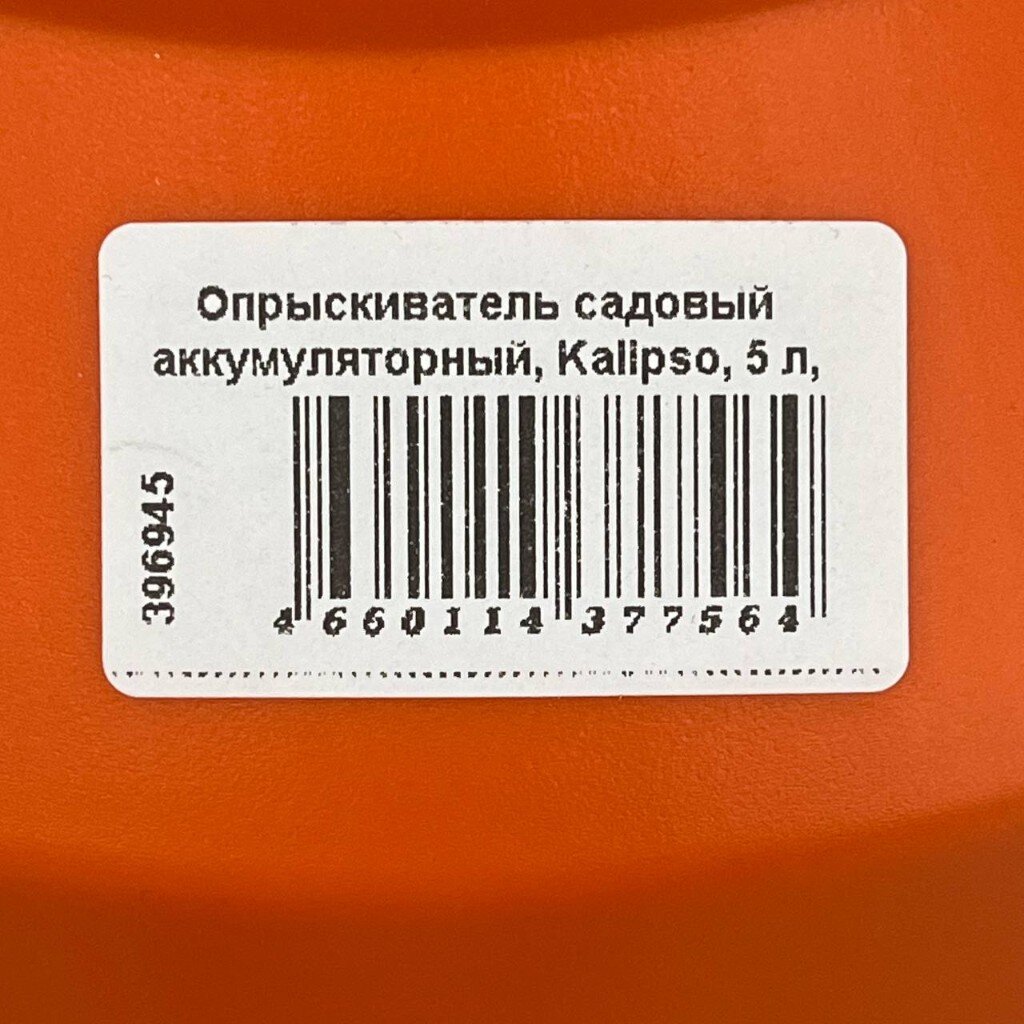 Опрыскиватель садовый
аккумуляторный, Kalipso, 5 л,
396945
4 660114 377564